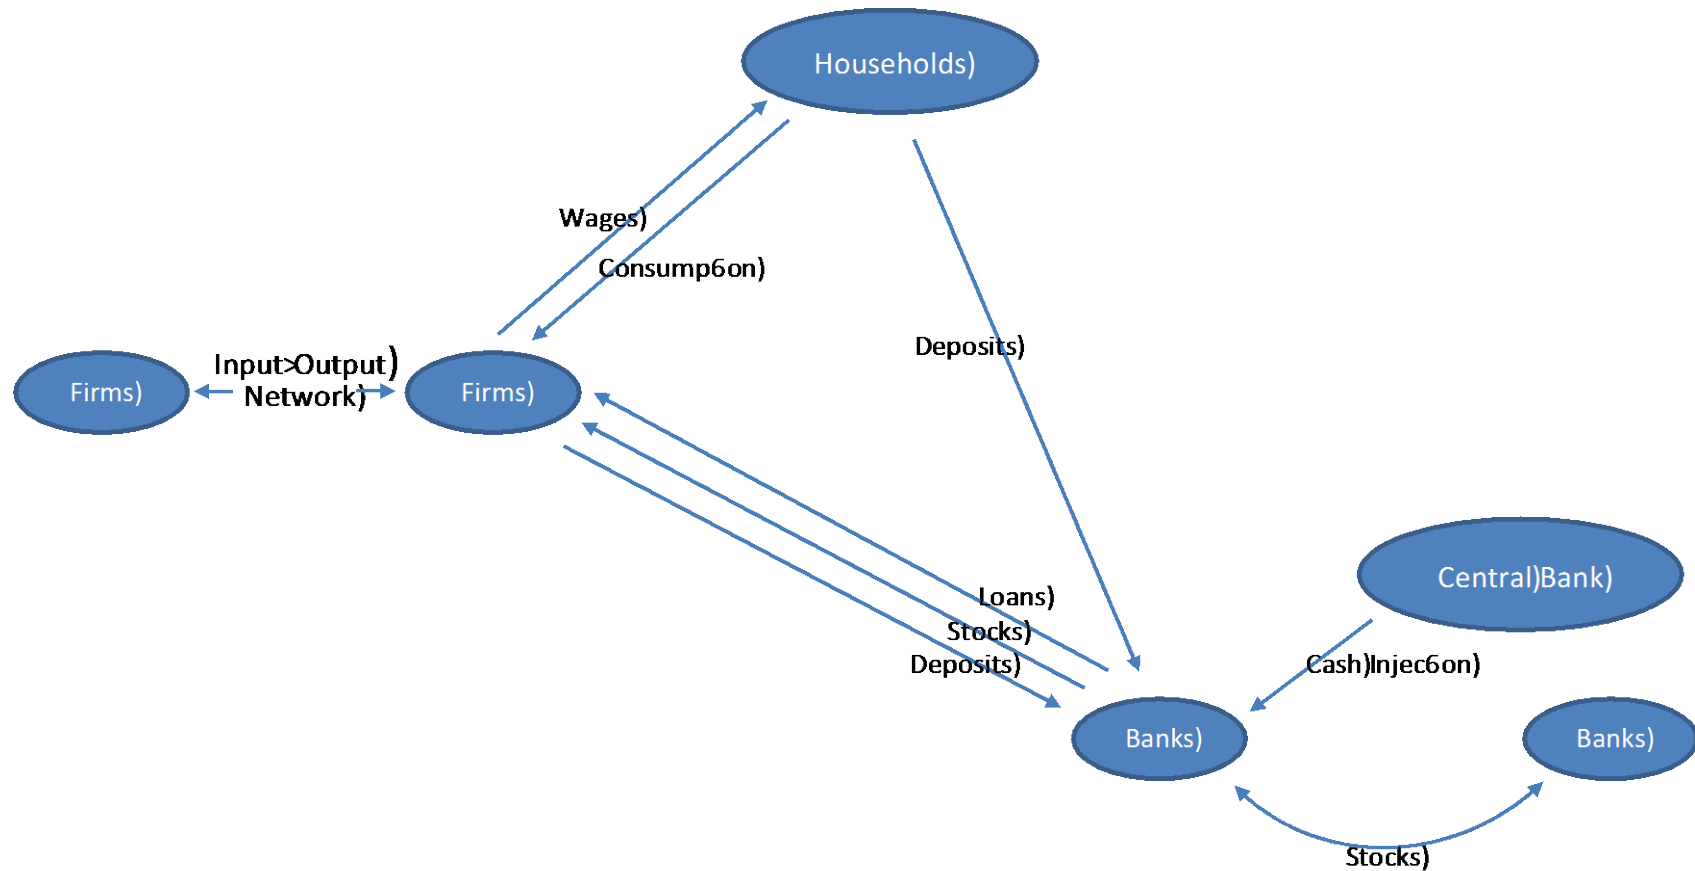 Households)
Wages)
Consump6on)
Deposits)
Input>Output)
Network)
Firms)
Firms)
Loans)
Stocks)
Deposits)
Central)Bank)
Cash)Injec6on)
Banks)
Banks)
Stocks)